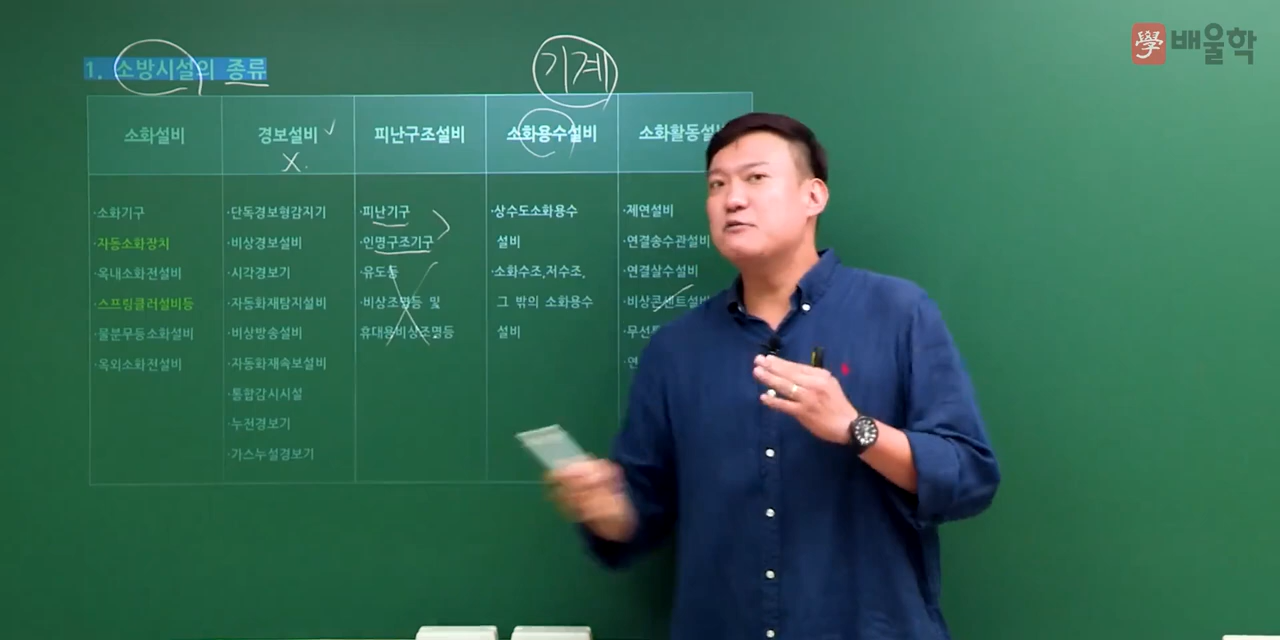 學 배울학
1. 소방시설의 종류
기계
소화설비
경보설비
X
피난구조설비
소화용수설비
소화활동설
·소화기구
·자동소화장치
·옥내소화전설비
·스프링클러설비등
·물분무등소화설비
·옥외소화전설비
·단독경보형감지기
·비상경보설비
·시각경보기
·자동화재탐지설비
·비상방송설비
·자동화재속보설비
·통합감시시설
·누전경보기
·가스누설경보기
·피난기구
·인명구조기구
·유도등
·비상조명등 및
휴대용비상조명등
·상수도소화용수
설비
·소화수조,저수조,
그 밖의 소화용수
설비
·제연설비
·연결송수관설비
·연결살수설비
·비상콘센트설비
·무선
·연